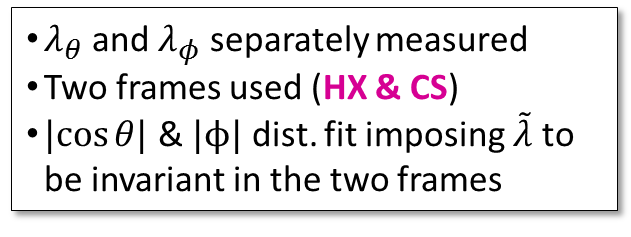 • λ_θ and λ_ϕ separately measured
• Two frames used (HX & CS)
• |cos θ| & |ϕ| dist. fit imposing λ̃ to
be invariant in the two frames